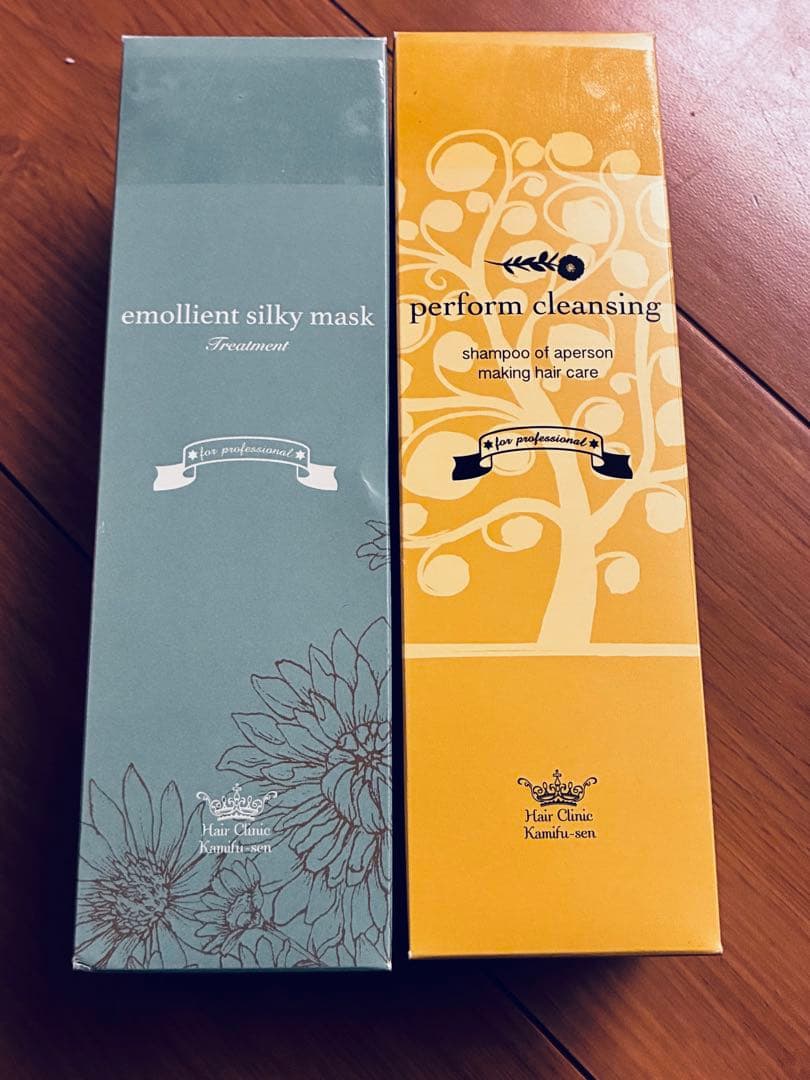 emollient silky mask
Treatment
for professional
Hair Clinic
Kamifu-sen
perform cleansing
shampoo of aperson
making hair care
for professional
Hair Clinic
Kamifu-sen